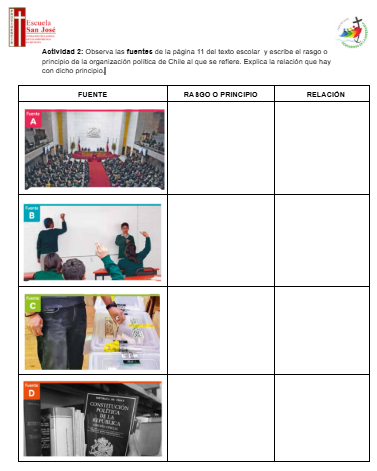 Escuela
San José
Actividad 2: Observa las fuentes de la página 11 del texto escolar y escribe el rasgo o
principio de la organización política de Chile al que se refiere. Explica la relación que hay
con dicho principio.
FUENTE
RASGO O PRINCIPIO
RELACIÓN
Fuente
A
Fuente
B
Fuente
C
Fuente
D
CONSTITUCIÓN
POLÍTICA
DE LA
REPÚBLICA